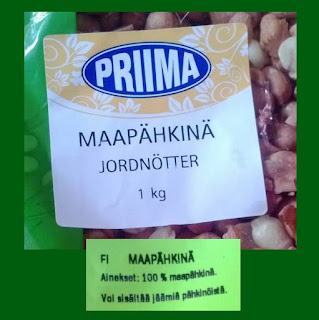 PRIIMA
MAAPÄHKINÄ
JORDNÖTTER
1 kg
FI MAAPÄHKINÄ
Ainekset: 100 % maapähkinä.
Voi sisältää jäämiä pähkinöistä.